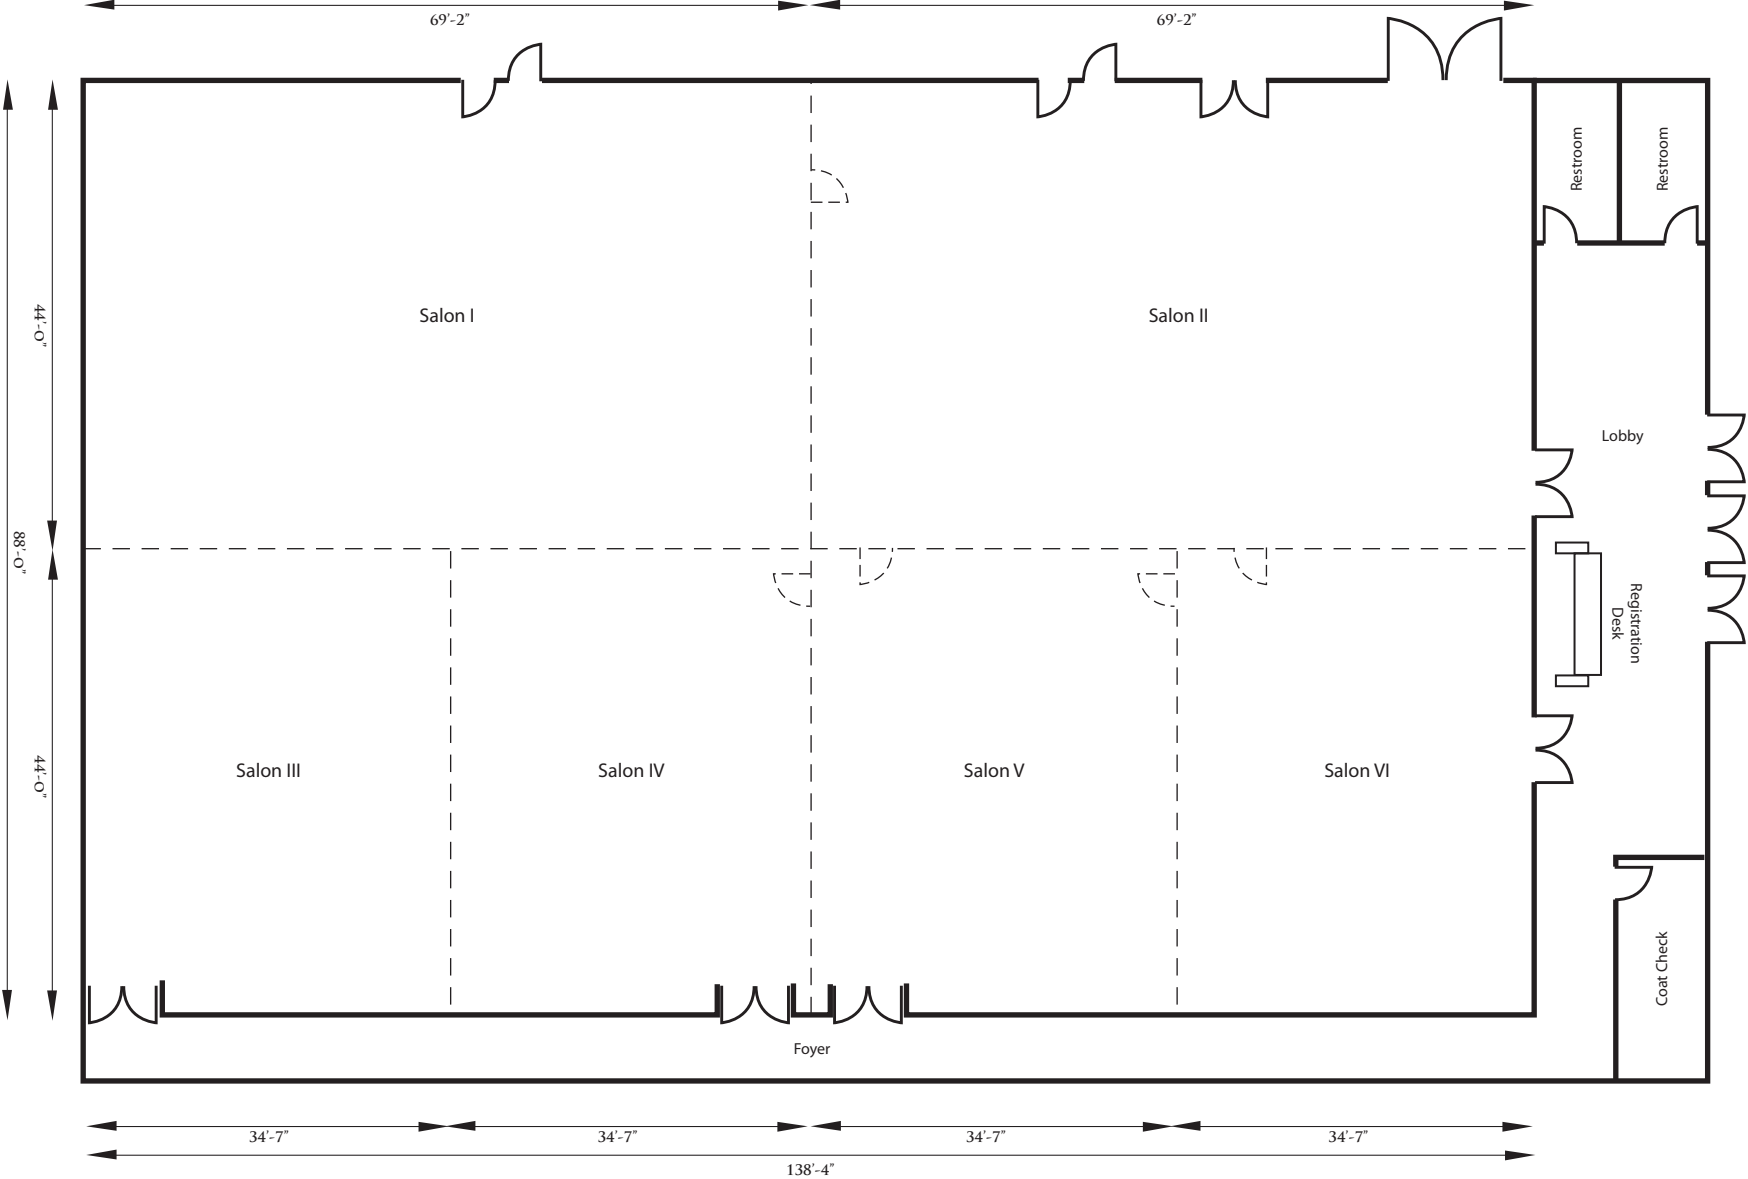 69'-2" 69'-2"
Restroom
Restroom
44'-0"
Salon I Salon II
Lobby
88'-0"
Registration
Desk
44'-0"
Salon III Salon IV Salon V Salon VI
Coat Check
Foyer
34'-7" 34'-7" 34'-7" 34'-7"
138'-4"